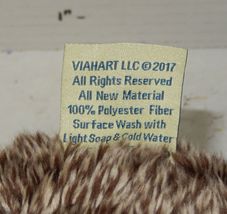 VIAHART LLC © 2017
All Rights Reserved
All New Material
100% Polyester Fiber
Surface Wash with
Light Soap & Cold Water